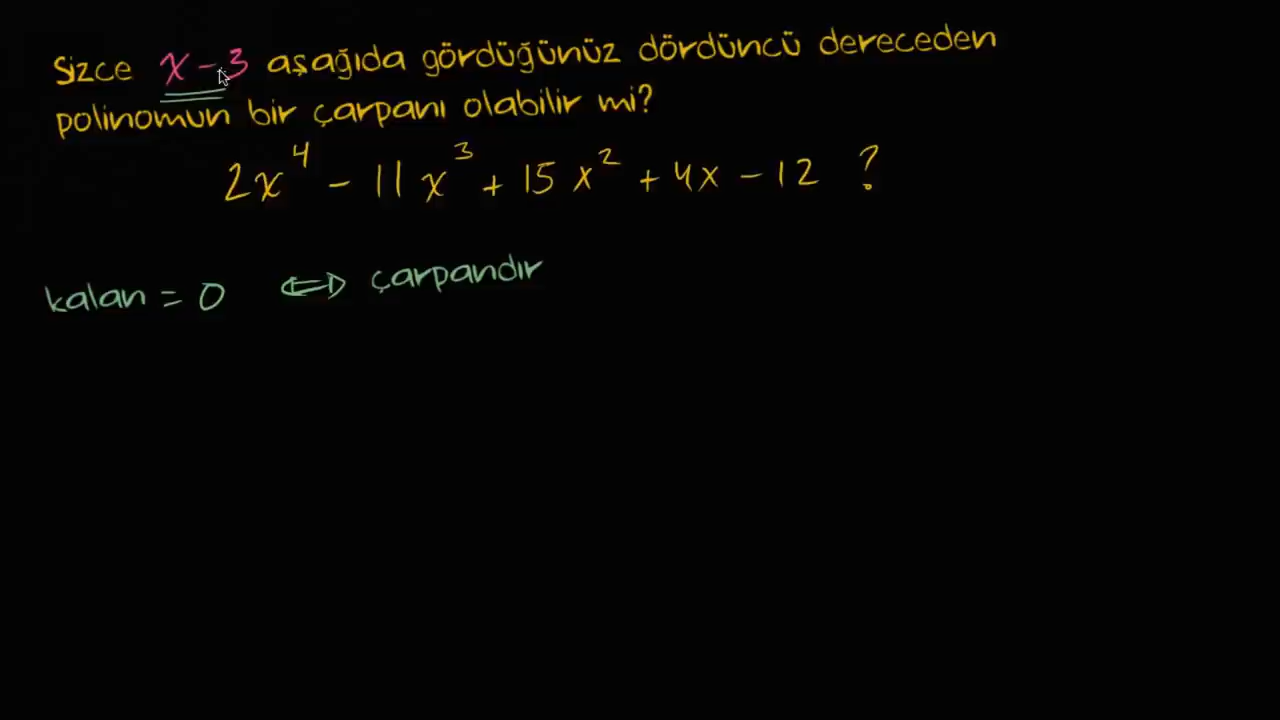 Sizce x - 3 aşağıda gördüğünüz dördüncü dereceden
polinomun bir çarpanı olabilir mi?
2x⁴ - 11x³ + 15x² + 4x - 12 ?
kalan = 0 ⇔ çarpandır